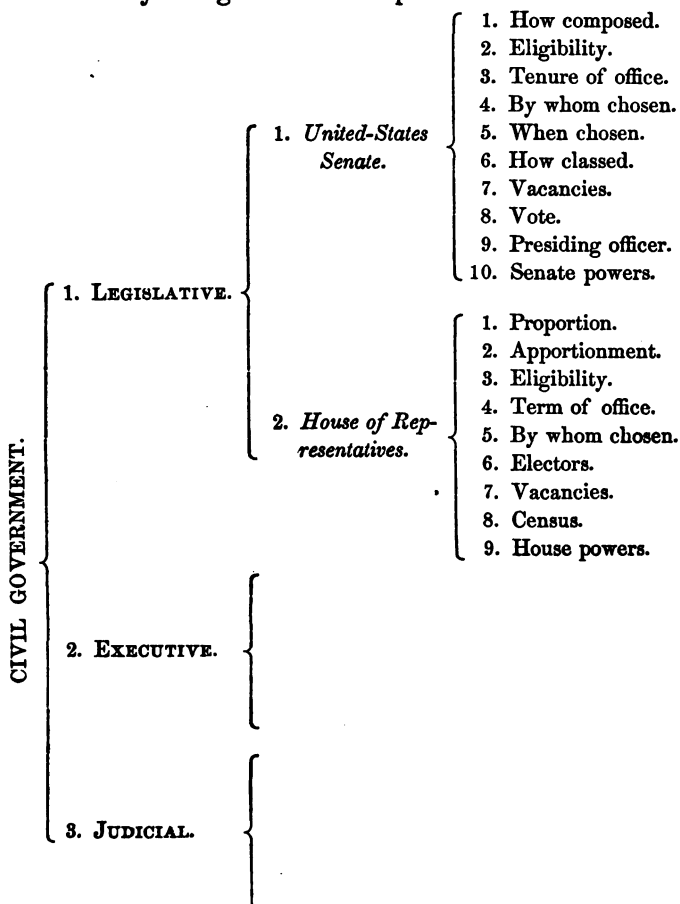 CIVIL GOVERNMENT.
1. LEGISLATIVE.
1. United-States
Senate.
1. How composed.
2. Eligibility.
3. Tenure of office.
4. By whom chosen.
5. When chosen.
6. How classed.
7. Vacancies.
8. Vote.
9. Presiding officer.
10. Senate powers.
2. House of Rep-
resentatives.
1. Proportion.
2. Apportionment.
3. Eligibility.
4. Term of office.
5. By whom chosen.
6. Electors.
7. Vacancies.
8. Census.
9. House powers.
2. EXECUTIVE.
3. JUDICIAL.